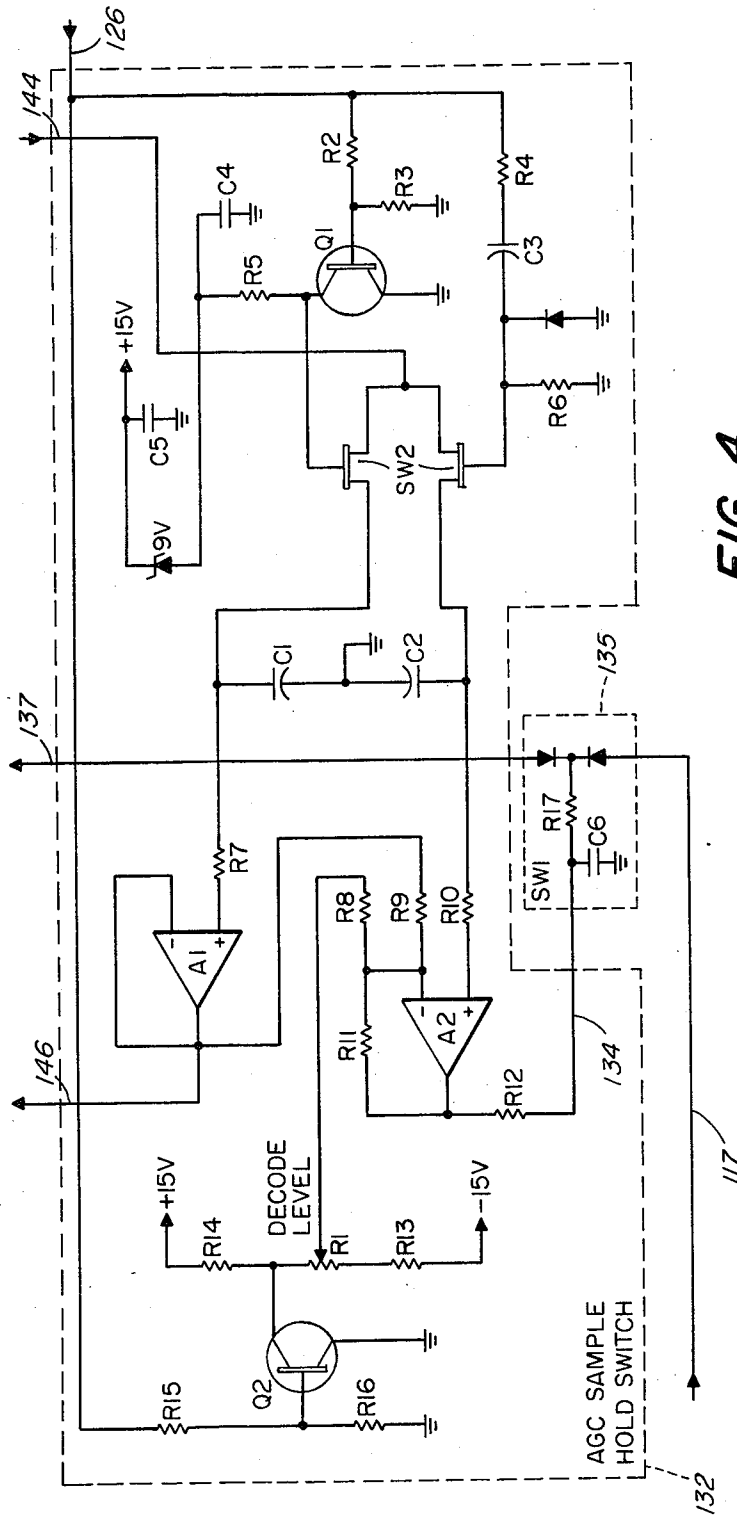 126
144
C4
R2
R3
Q1
R5
+15V
C5
9V
R4
C3
R6
SW2
C1
C2
137
135
R7
R17
C6
SW1
A1
-
+
R8
R9
R10
R11
A2
-
+
R12
134
146
117
DECODE
LEVEL
+15V
R14
R1
R13
-15V
R15
Q2
R16
AGC SAMPLE
HOLD SWITCH
132
FIG. 4